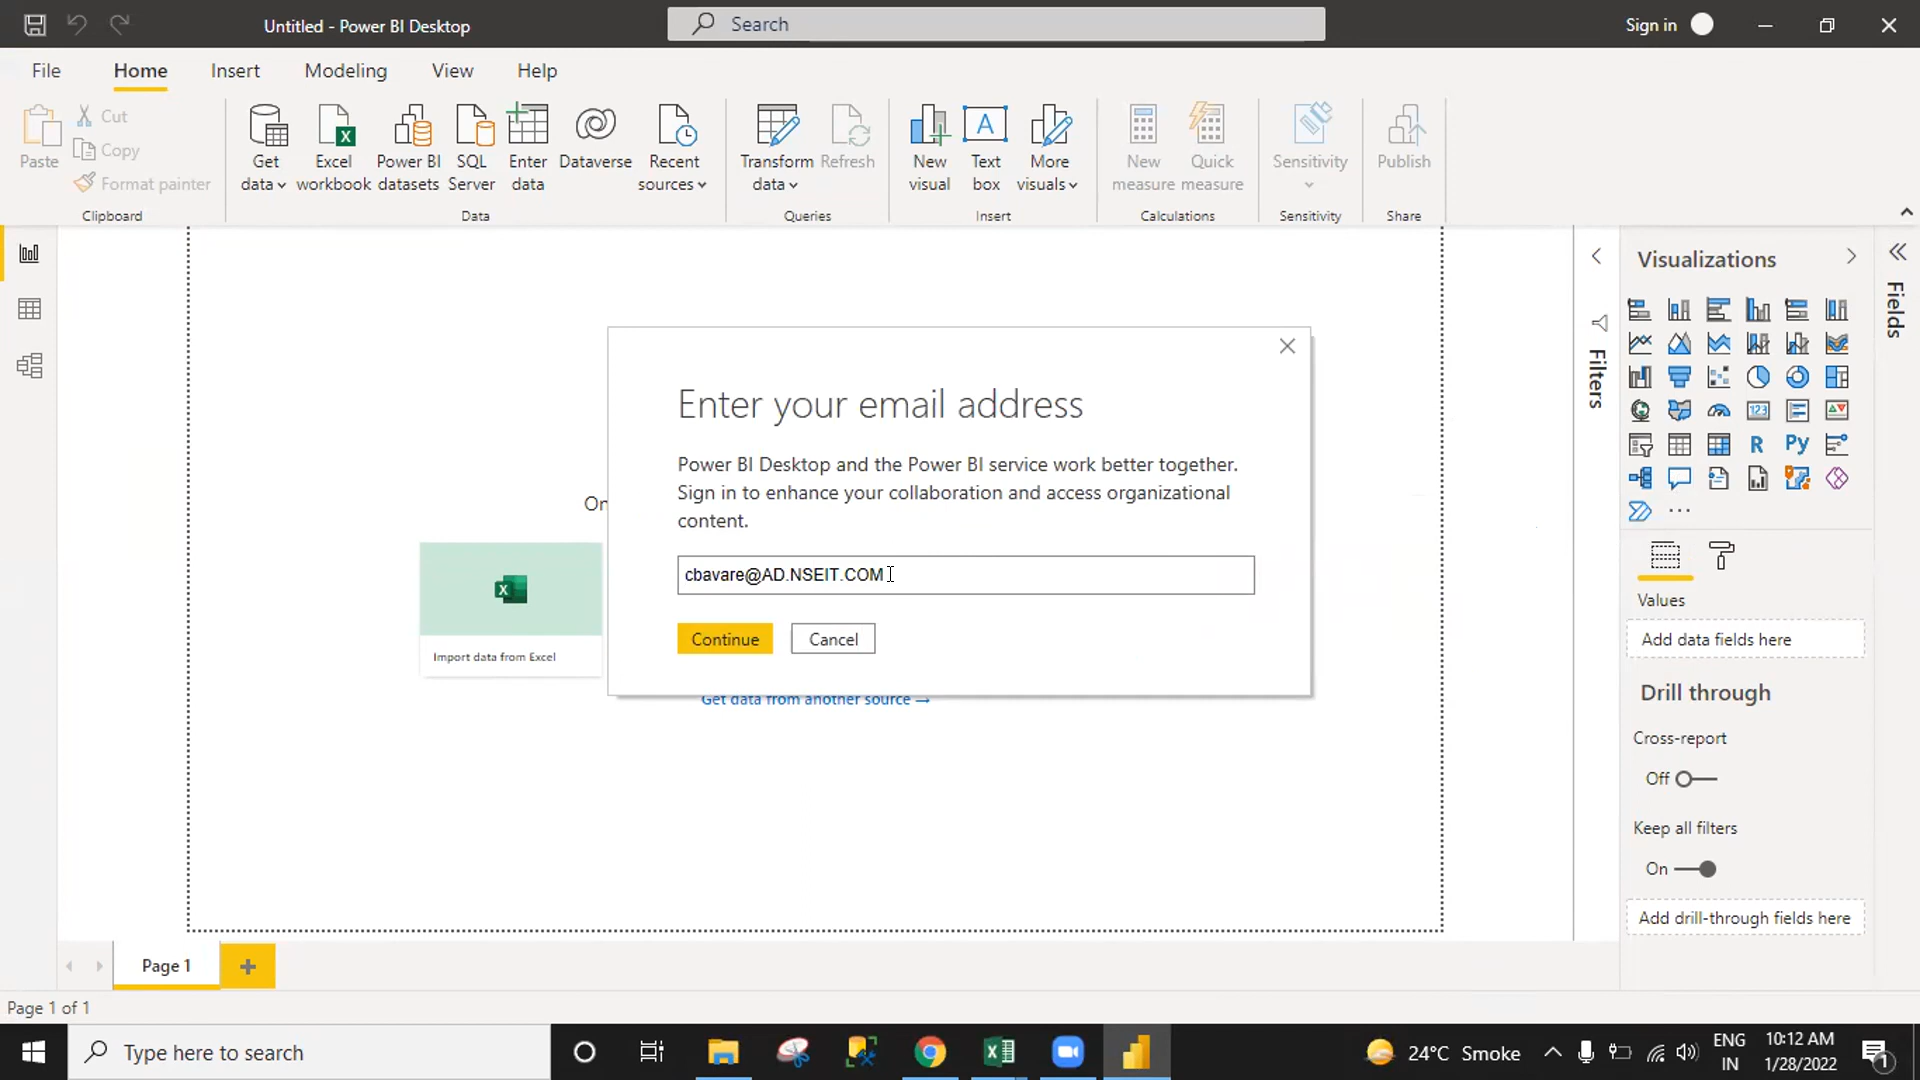 Untitled - Power BI Desktop
Search
Sign in
File
Home
Insert
Modeling
View
Help
Paste
Cut
Copy
Format painter
Clipboard
Get data
Excel workbook
Power BI datasets
SQL Server
Enter data
Dataverse
Recent sources
Data
Transform data
Refresh
Queries
New visual
A
Text box
More visuals
Insert
New measure
Quick measure
Calculations
Sensitivity
Sensitivity
Publish
Share
Visualizations
Fields
Filters
123
R
Py
Values
Add data fields here
Drill through
Cross-report
Off
Keep all filters
On
Add drill-through fields here
On
X
Import data from Excel
Get data from another source →
Enter your email address
Power BI Desktop and the Power BI service work better together.
Sign in to enhance your collaboration and access organizational
content.
cbavare@AD.NSEIT.COM
Continue
Cancel
Page 1
Page 1 of 1
Type here to search
24°C Smoke
ENG
IN
10:12 AM
1/28/2022
1